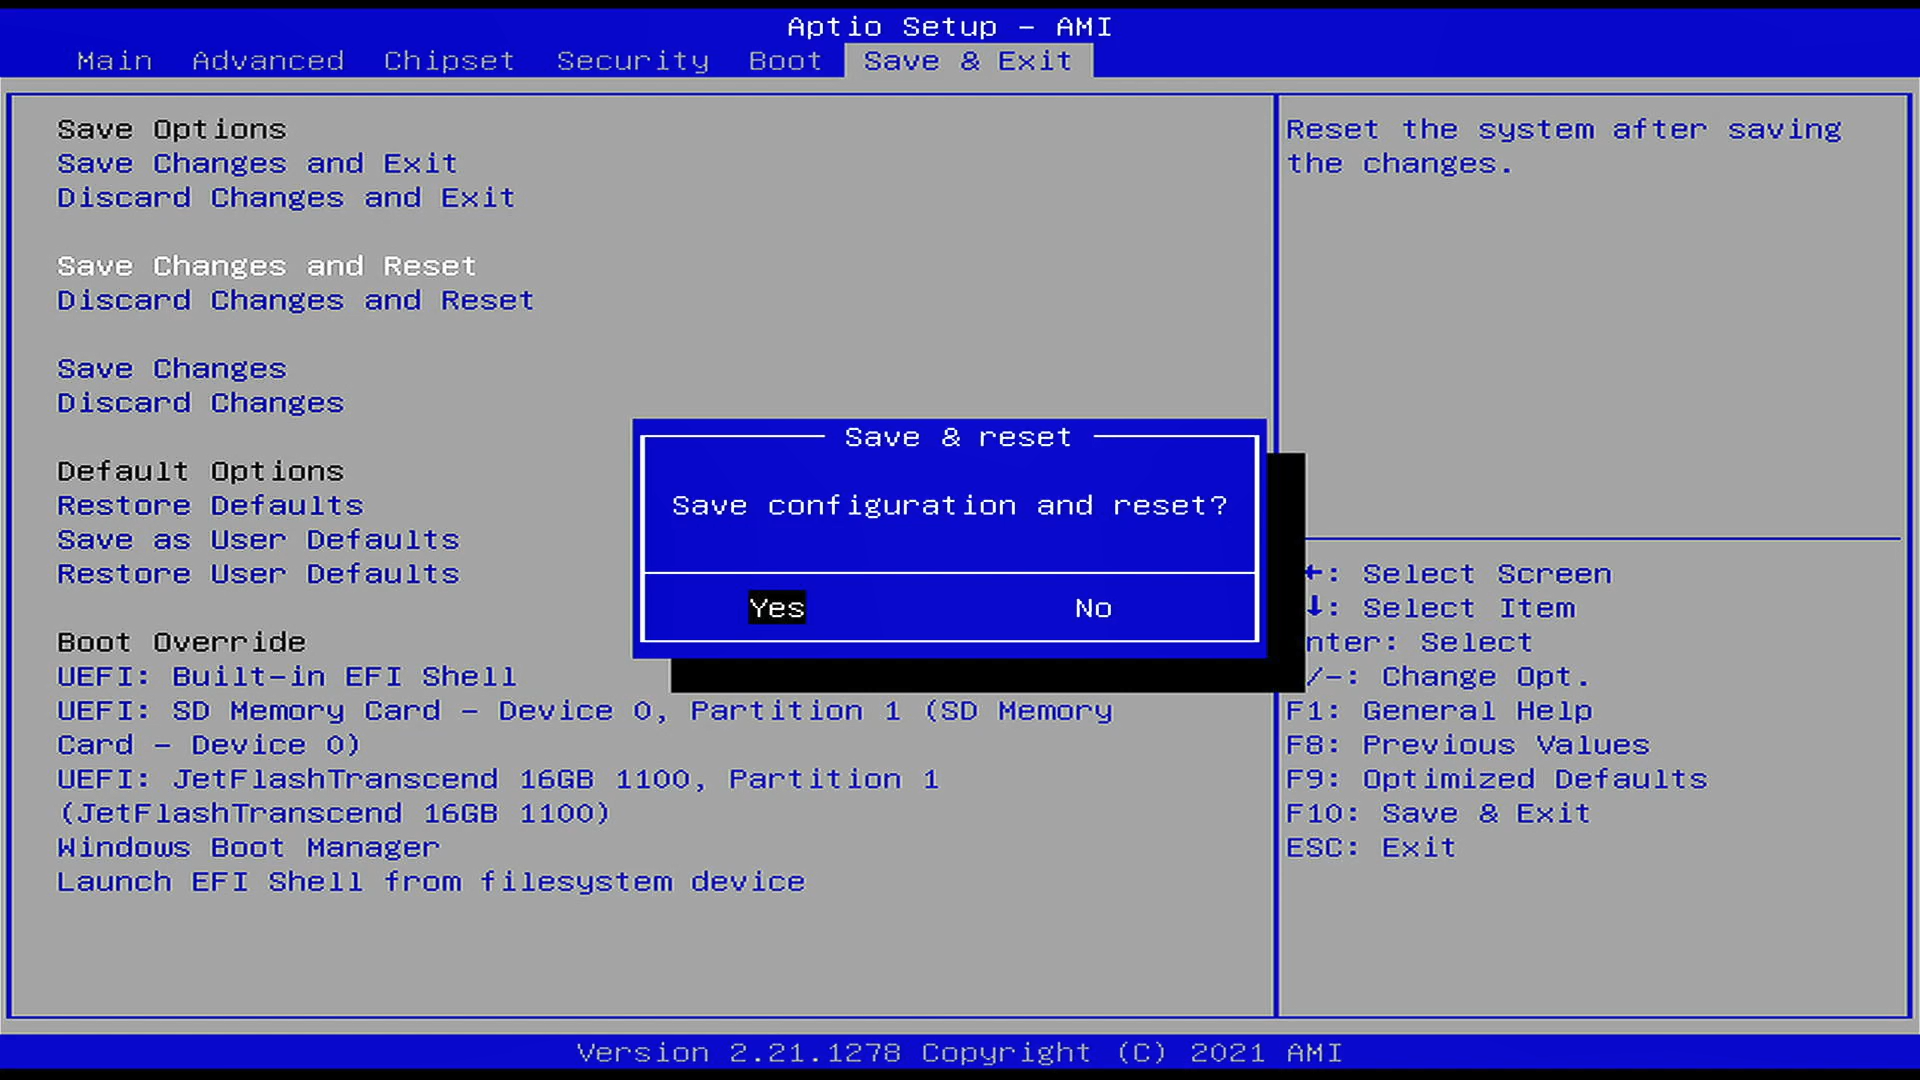 Aptio Setup – AMI
Main Advanced Chipset Security Boot Save & Exit
Save Options
Save Changes and Exit
Discard Changes and Exit
Save Changes and Reset
Discard Changes and Reset
Save Changes
Discard Changes
Default Options
Restore Defaults
Save as User Defaults
Restore User Defaults
Boot Override
UEFI: Built-in EFI Shell
UEFI: SD Memory Card – Device 0, Partition 1 (SD Memory
Card – Device 0)
UEFI: JetFlashTranscend 16GB 1100, Partition 1
(JetFlashTranscend 16GB 1100)
Windows Boot Manager
Launch EFI Shell from filesystem device
Save & reset
Save configuration and reset?
Yes No
Reset the system after saving
the changes.
←: Select Screen
↓: Select Item
nter: Select
/-: Change Opt.
F1: General Help
F8: Previous Values
F9: Optimized Defaults
F10: Save & Exit
ESC: Exit
Version 2.21.1278 Copyright (C) 2021 AMI